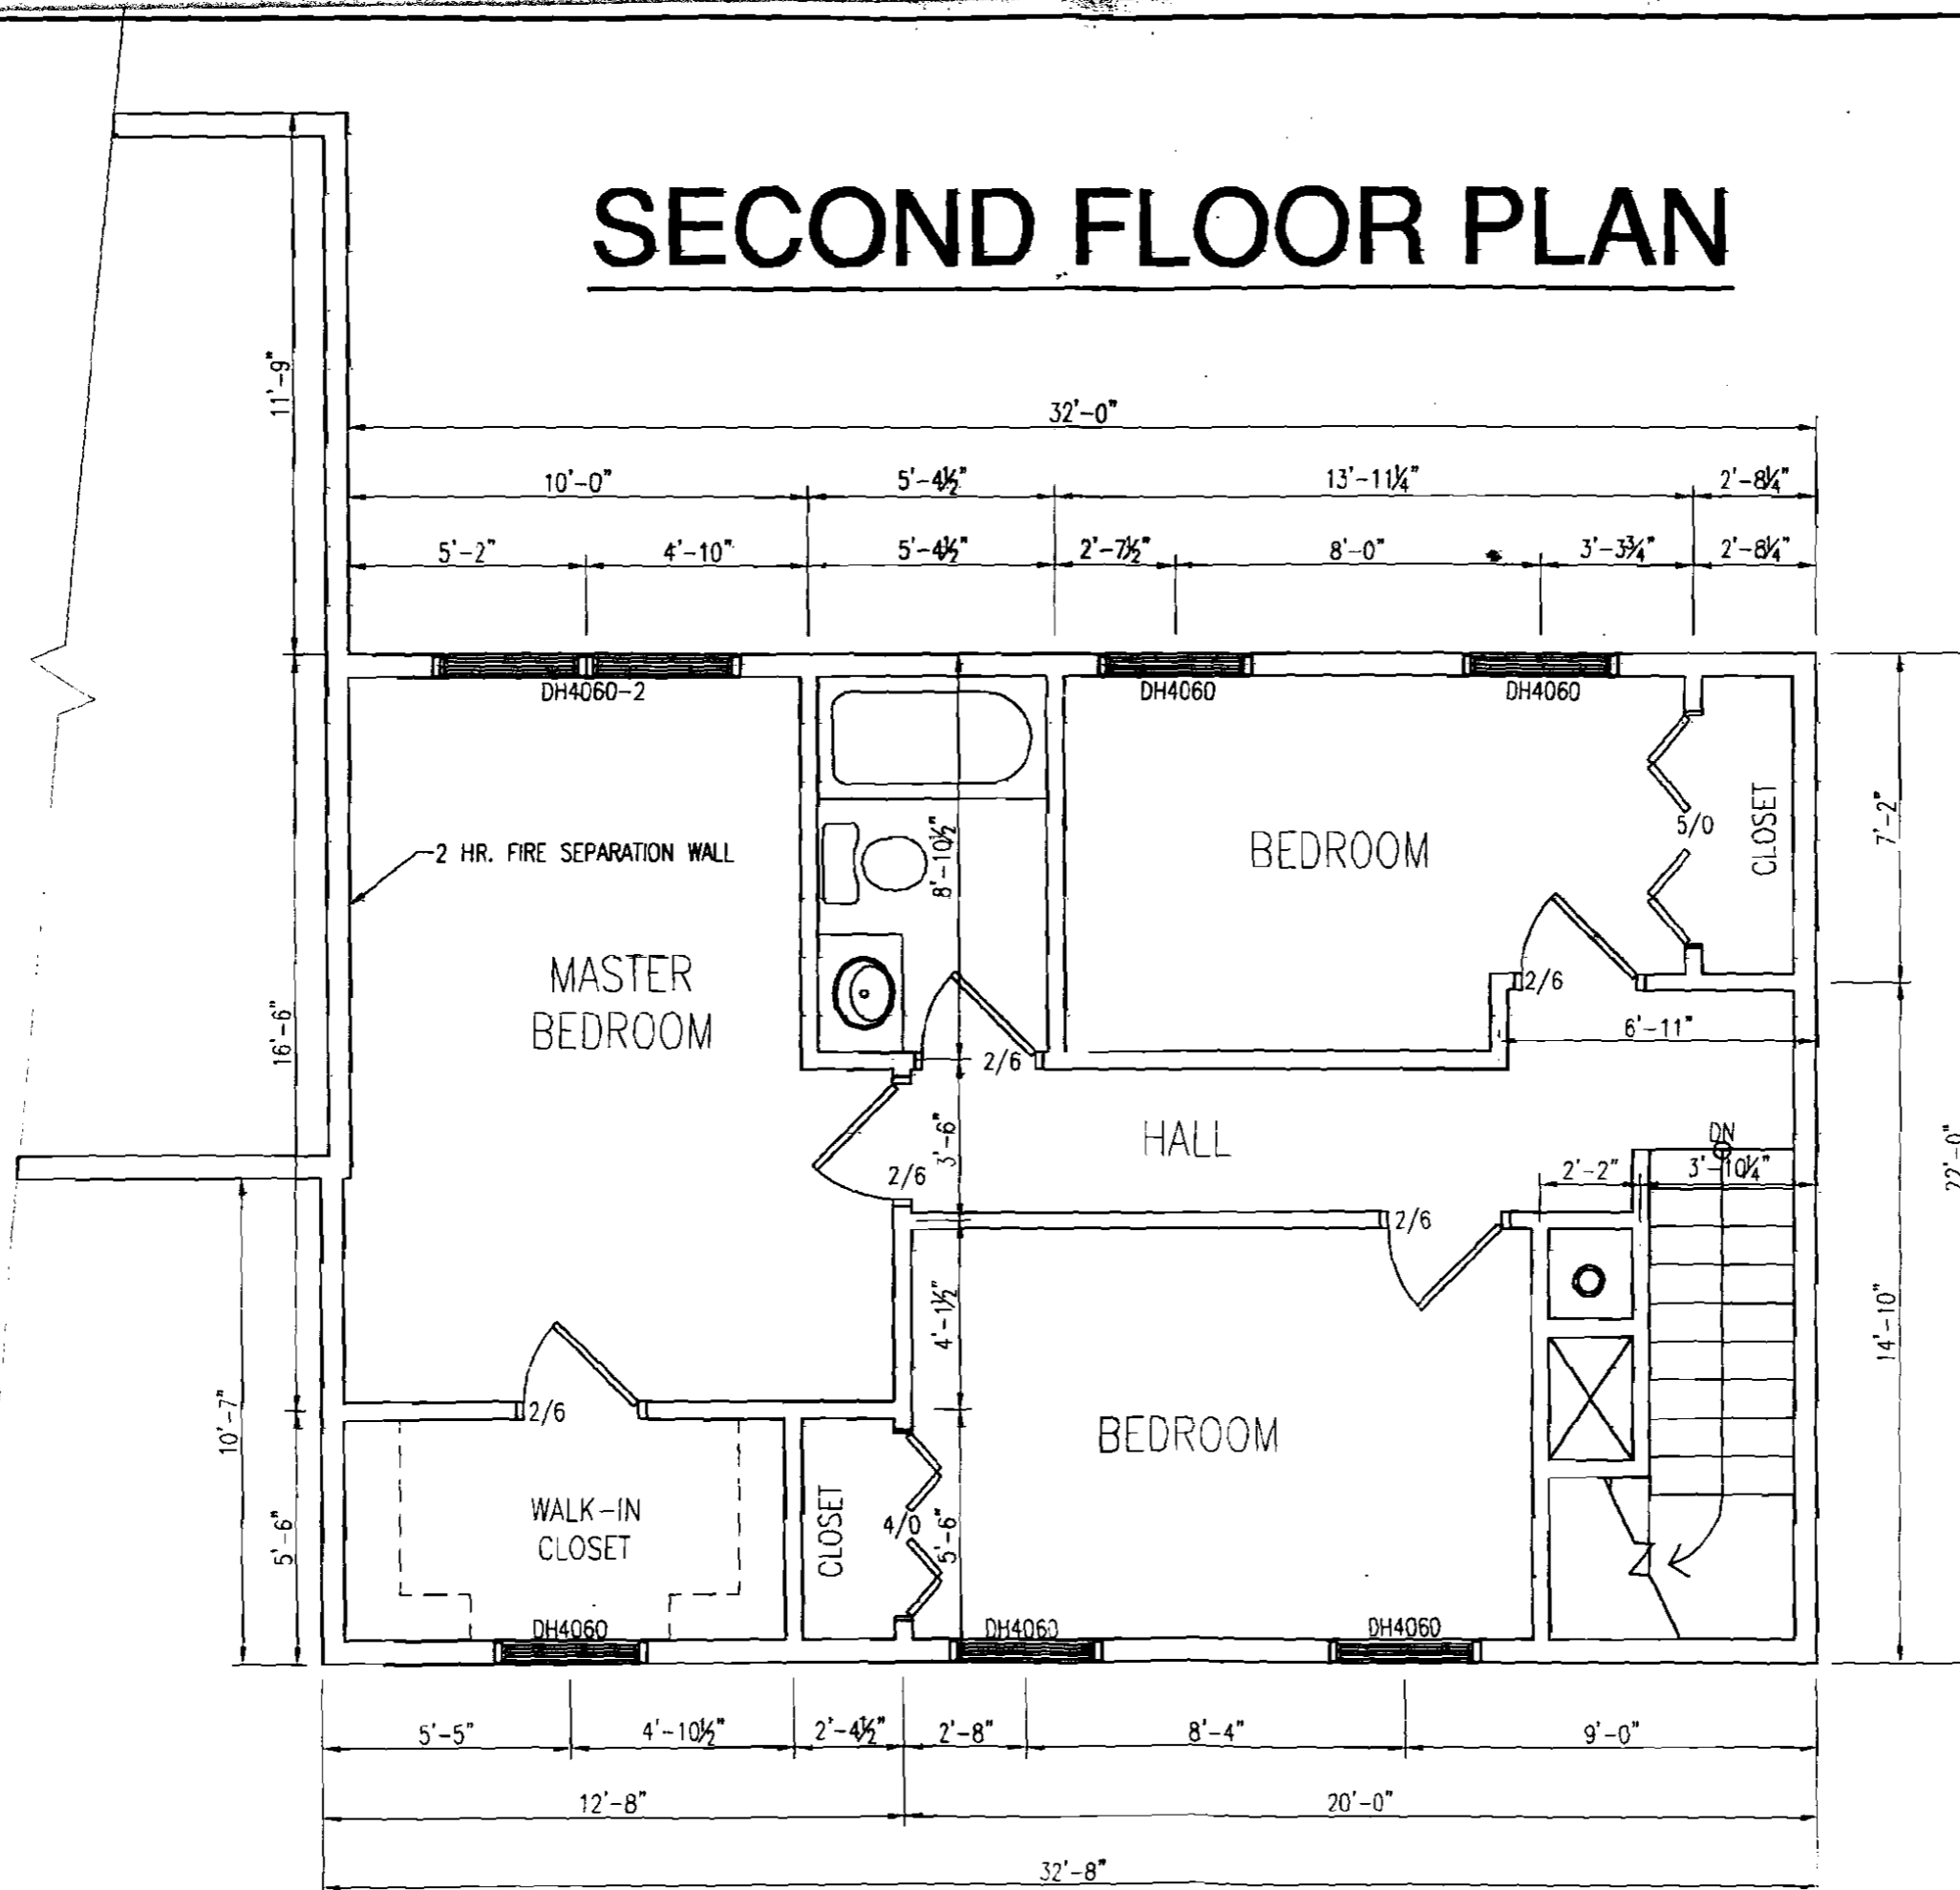 SECOND FLOOR PLAN
11'-9"
32'-0"
10'-0"
5'-4½"
13'-11¼"
2'-8¼"
5'-2"
4'-10"
5'-4½"
2'-7½"
8'-0"
3'-3¾"
2'-8¼"
DH4060-2
DH4060
DH4060
2 HR. FIRE SEPARATION WALL
8'-10½"
BEDROOM
5/0
CLOSET
7'-2"
MASTER
BEDROOM
16'-6"
2/6
2/6
6'-11"
HALL
3'-6"
2/6
DN
2'-2"
3'-10¼"
22'-0"
2/6
4'-1½"
14'-10"
10'-7"
2/6
BEDROOM
WALK-IN
CLOSET
CLOSET
4/0
5'-6"
5'-6"
DH4060
DH4060
DH4060
5'-5"
4'-10½"
2'-4½"
2'-8"
8'-4"
9'-0"
12'-8"
20'-0"
32'-8"